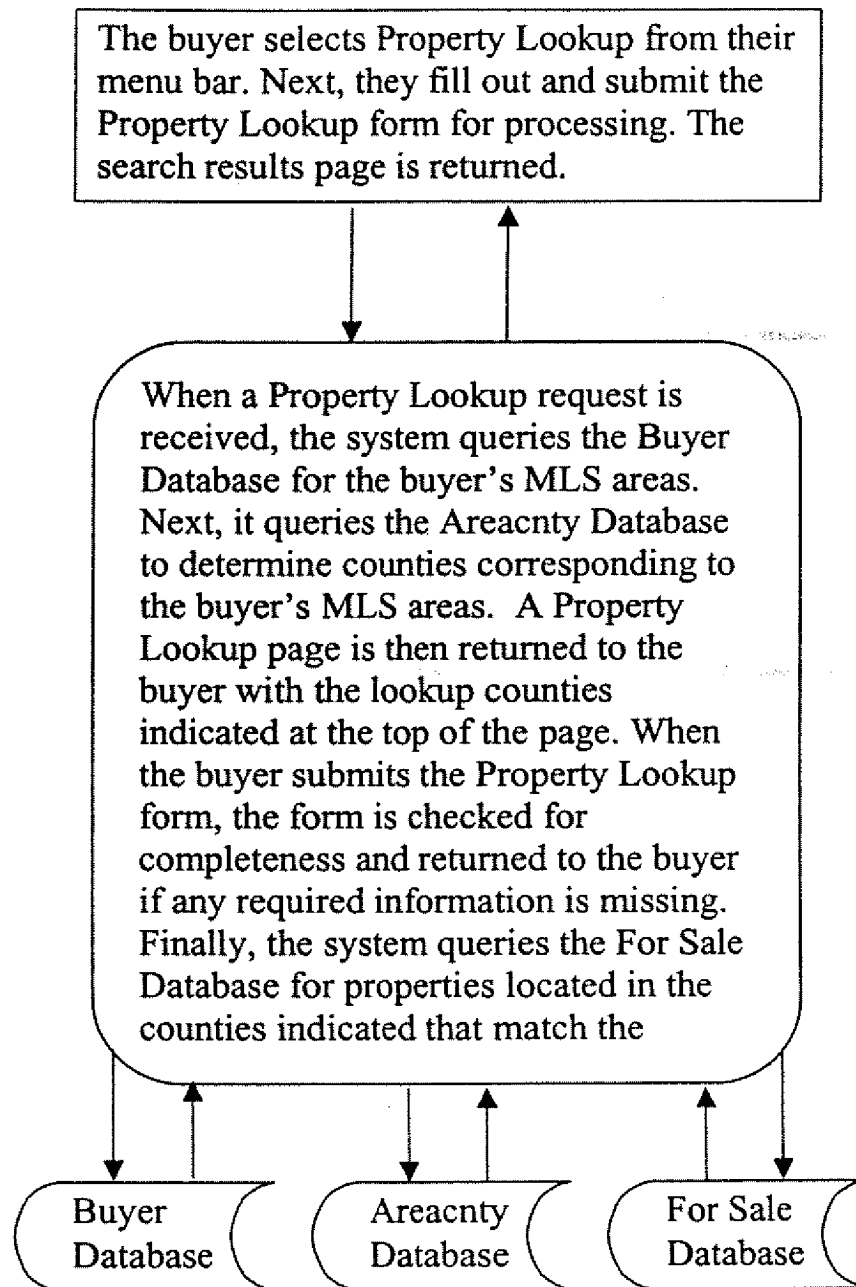 The buyer selects Property Lookup from their
menu bar. Next, they fill out and submit the
Property Lookup form for processing. The
search results page is returned.
When a Property Lookup request is
received, the system queries the Buyer
Database for the buyer's MLS areas.
Next, it queries the Areacnty Database
to determine counties corresponding to
the buyer's MLS areas. A Property
Lookup page is then returned to the
buyer with the lookup counties
indicated at the top of the page. When
the buyer submits the Property Lookup
form, the form is checked for
completeness and returned to the buyer
if any required information is missing.
Finally, the system queries the For Sale
Database for properties located in the
counties indicated that match the
Buyer
Database
Areacnty
Database
For Sale
Database